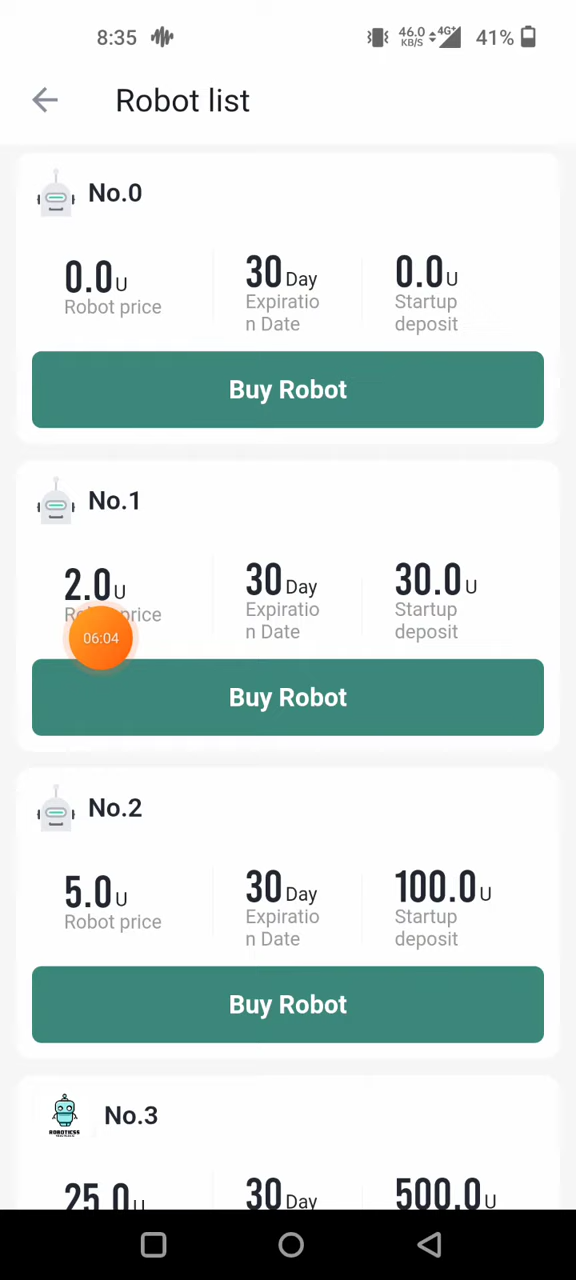 8:35 46.0 KB/S 4G+ 41%
Robot list
No.0
0.0U 30Day 0.0U
Robot price Expiratio Startup
n Date deposit
Buy Robot
No.1
2.0U 30Day 30.0U
price Expiratio Startup
06:04 n Date deposit
Buy Robot
No.2
5.0U 30Day 100.0U
Robot price Expiratio Startup
n Date deposit
Buy Robot
ROBOTICSS No.3
25.0U 30Day 500.0U